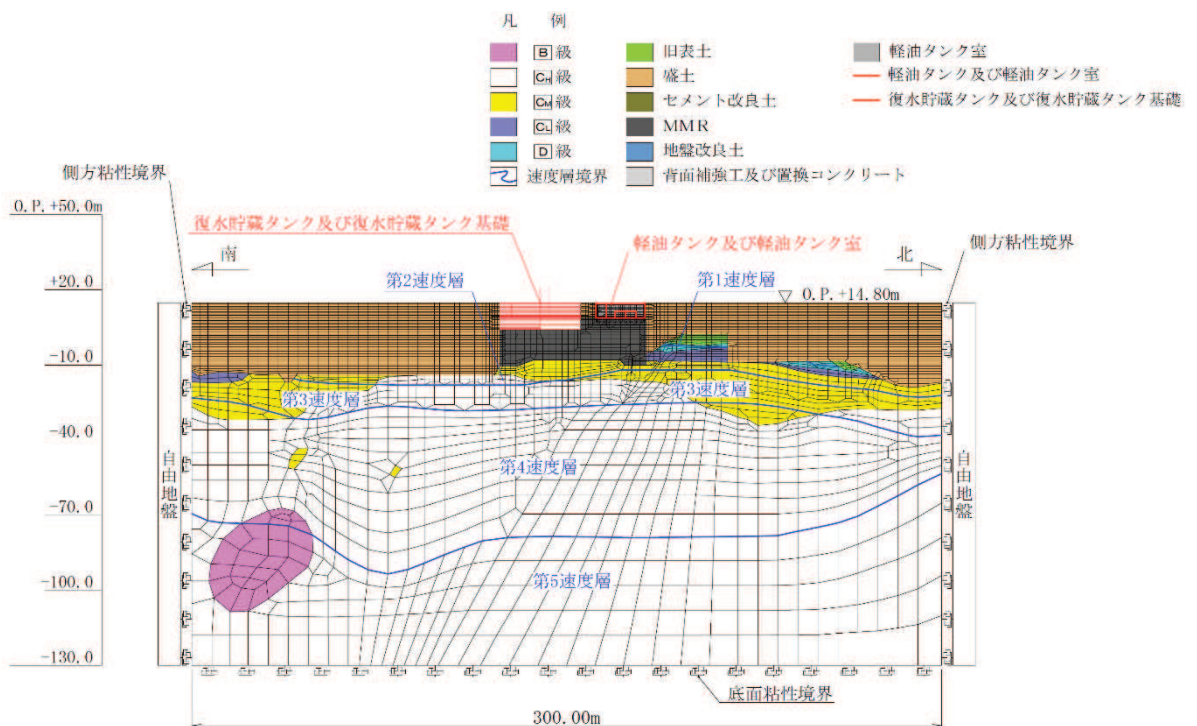 凡 例
B 級
CH 級
CM 級
CL 級
D 級
速度層境界
旧表土
盛土
セメント改良土
MMR
地盤改良土
背面補強工及び置換コンクリート
軽油タンク室
軽油タンク及び軽油タンク室
復水貯蔵タンク及び復水貯蔵タンク基礎
側方粘性境界
O.P.+50.0m
復水貯蔵タンク及び復水貯蔵タンク基礎
軽油タンク及び軽油タンク室
側方粘性境界
南
北
+20.0
第2速度層
第1速度層
O.P.+14.80m
-10.0
第3速度層
第3速度層
-40.0
第4速度層
自由地盤
自由地盤
-70.0
第5速度層
-100.0
-130.0
底面粘性境界
300.00m